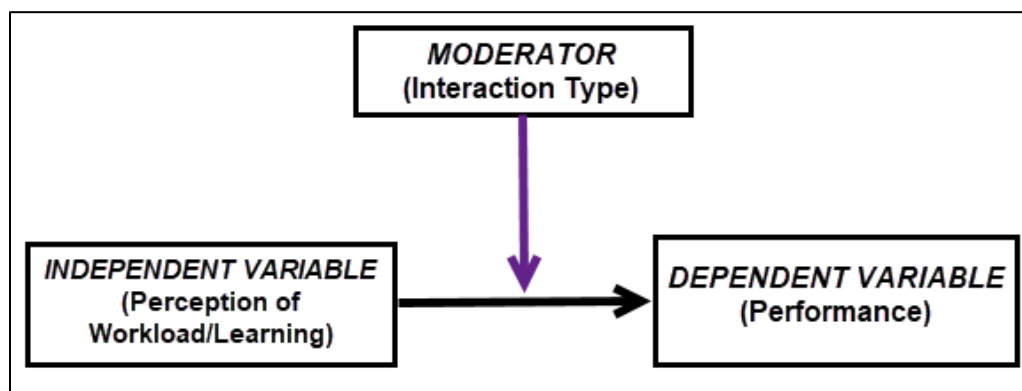 MODERATOR
(Interaction Type)
INDEPENDENT VARIABLE
(Perception of
Workload/Learning)
DEPENDENT VARIABLE
(Performance)